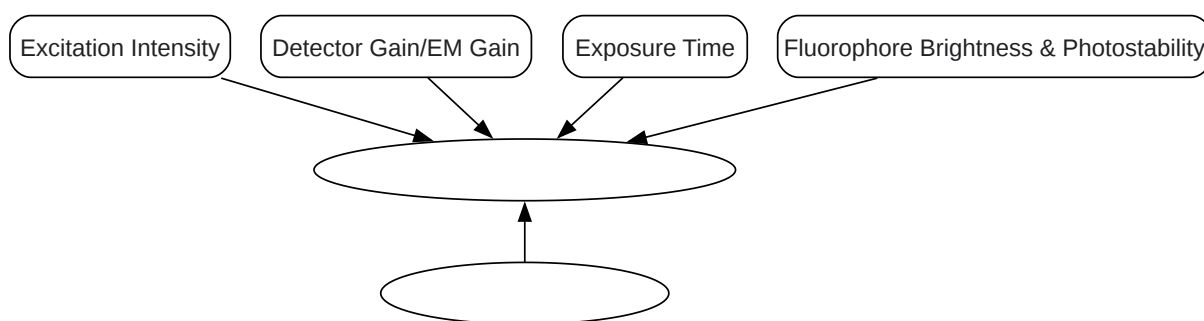 Excitation Intensity
Detector Gain/EM Gain
Exposure Time
Fluorophore Brightness & Photostability